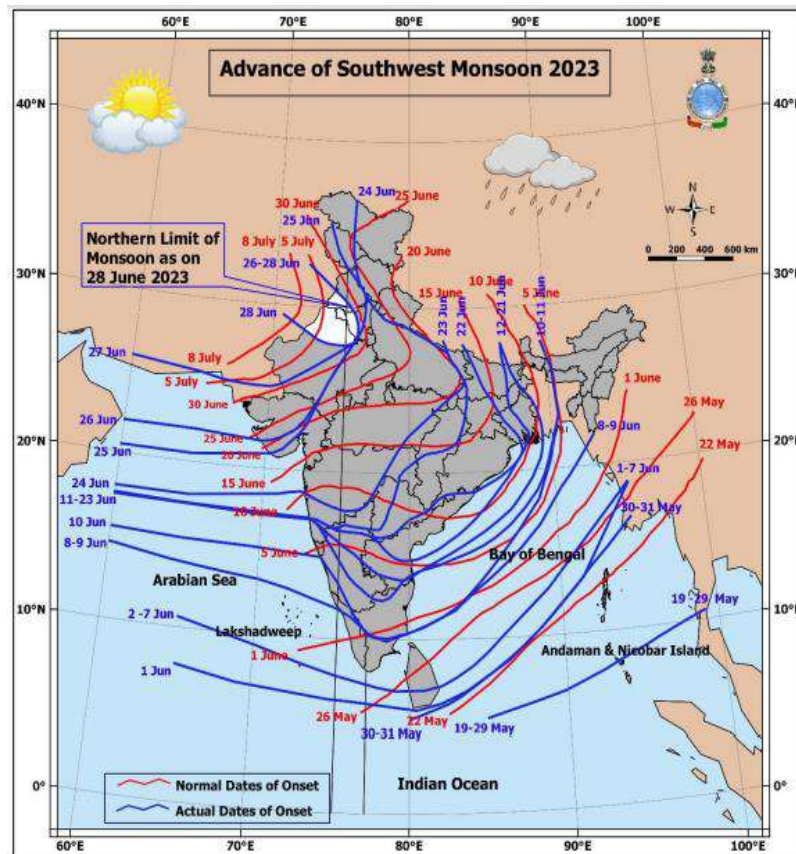 60°E 70°E 80°E 90°E 100°E
Advance of Southwest Monsoon 2023
40°N
40°N
N
W E
S
0 200 400 600 km
24 Jun
25 June
30 June
25 Jun
Northern Limit of
Monsoon as on
28 June 2023
8 July
5 July
20 June
26-28 Jun
30°N
30°N
10 June
15 June
5 June
28 Jun
23 Jun
22 Jun
12-21 Jun
10-11 Jun
27 Jun
8 July
5 July
1 June
30 June
26 May
26 Jun
25 June
8-9 Jun
22 May
20°N
20°N
25 Jun
20 June
1-7 Jun
24 Jun
15 June
11-23 Jun
10 June
30-31 May
10 Jun
5 June
Bay of Bengal
8-9 Jun
Arabian Sea
19 -29 May
10°N
10°N
2 -7 Jun
Lakshadweep
1 June
Andaman & Nicobar Island
1 Jun
26 May
22 May
19-29 May
30-31 May
0°
0°
Normal Dates of Onset
Indian Ocean
Actual Dates of Onset
60°E 70°E 80°E 90°E 100°E